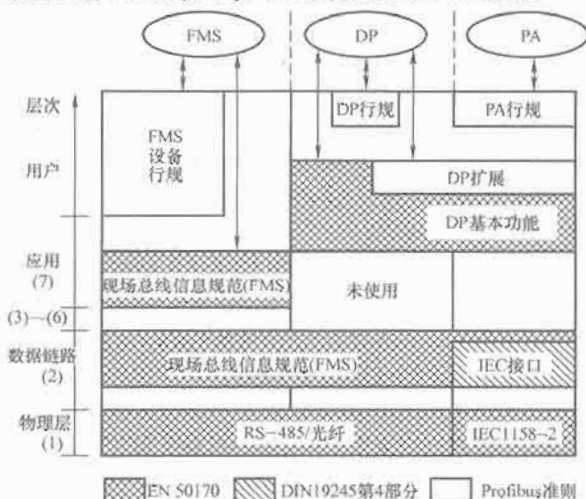 FMS
DP
PA
层次
DP行规
PA行规
FMS
设备
行规
用户
DP扩展
DP基本功能
应用
(7)
现场总线信息规范(FMS)
未使用
(3)～(6)
数据链路
(2)
现场总线信息规范(FMS)
IEC接口
物理层
(1)
RS-485/光纤
IEC1158-2
EN 50170
DIN19245第4部分
Profibus准则